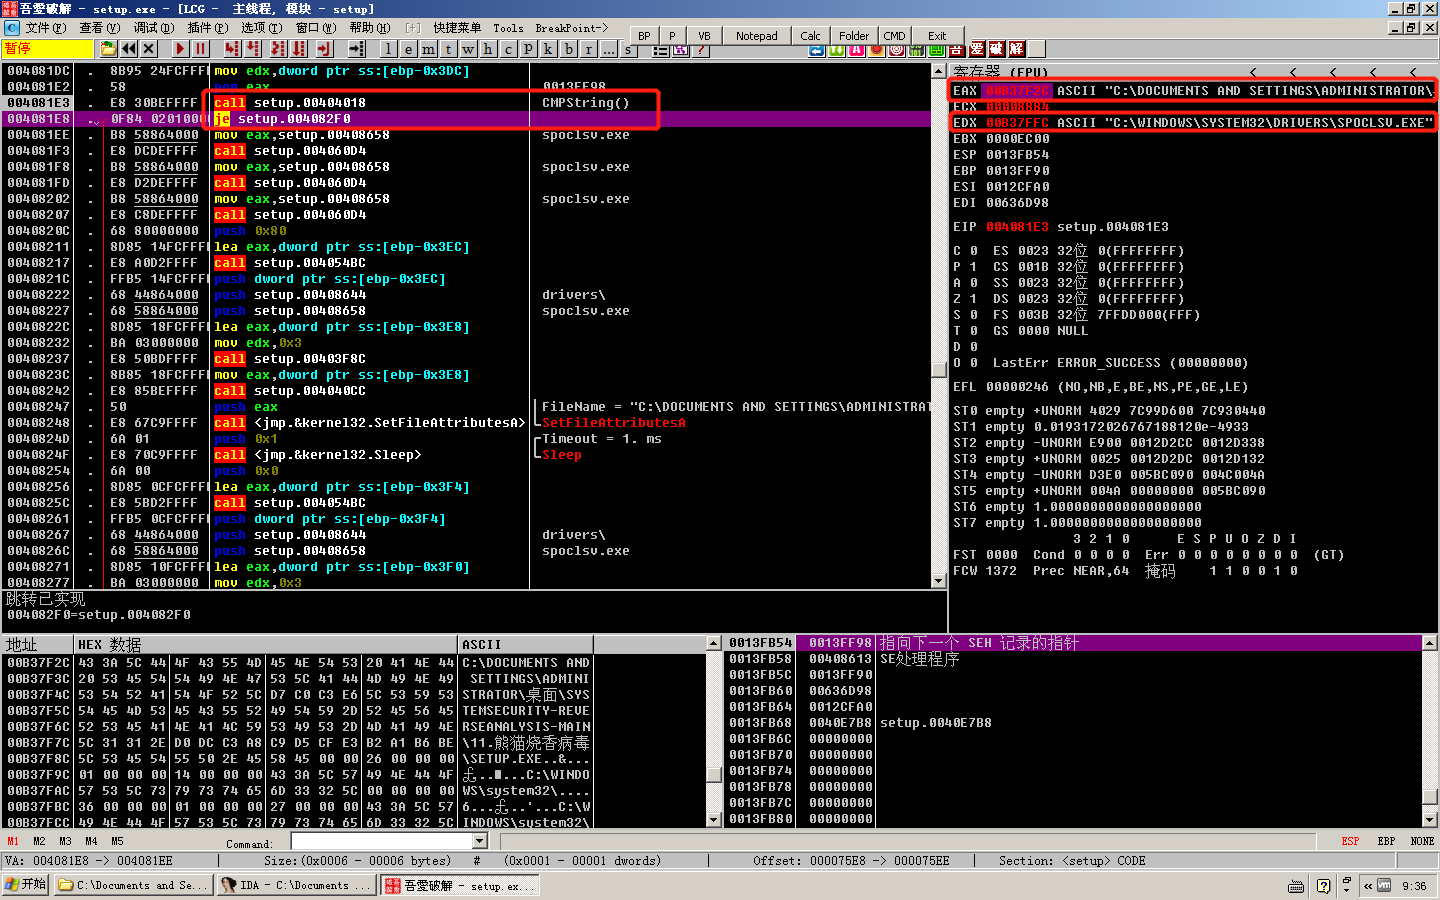 吾爱破解 - setup.exe - [LCG - 主线程, 模块 - setup]
文件(F) 查看(V) 调试(D) 插件(P) 选项(T) 窗口(W) 帮助(H) [+] 快捷菜单 Tools BreakPoint->
BP P VB Notepad Calc Folder CMD Exit
暂停 l e m t w h c p k b r ... s
004081DC . 8B95 24FCFFFF mov edx,dword ptr ss:[ebp-0x3DC]
004081E2 . 58 pop eax 0013FF98
004081E3 . E8 30BEFFFF call setup.00404018 CMPString()
004081E8 . 0F84 02010000 je setup.004082F0
004081EE . B8 58864000 mov eax,setup.00408658 spoclsv.exe
004081F3 . E8 DCDEFFFF call setup.004060D4
004081F8 . B8 58864000 mov eax,setup.00408658 spoclsv.exe
004081FD . E8 D2DEFFFF call setup.004060D4
00408202 . B8 58864000 mov eax,setup.00408658 spoclsv.exe
00408207 . E8 C8DEFFFF call setup.004060D4
0040820C . 68 80000000 push 0x80
00408211 . 8D85 14FCFFFF lea eax,dword ptr ss:[ebp-0x3EC]
00408217 . E8 A0D2FFFF call setup.004054BC
0040821C . FFB5 14FCFFFF push dword ptr ss:[ebp-0x3EC]
00408222 . 68 44864000 push setup.00408644 drivers\
00408227 . 68 58864000 push setup.00408658 spoclsv.exe
0040822C . 8D85 18FCFFFF lea eax,dword ptr ss:[ebp-0x3E8]
00408232 . BA 03000000 mov edx,0x3
00408237 . E8 50BDFFFF call setup.00403F8C
0040823C . 8B85 18FCFFFF mov eax,dword ptr ss:[ebp-0x3E8]
00408242 . E8 85BEFFFF call setup.004040CC
00408247 . 50 push eax FileName = "C:\DOCUMENTS AND SETTINGS\ADMINISTRAT
00408248 . E8 67C9FFFF call <jmp.&kernel32.SetFileAttributesA> SetFileAttributesA
0040824D . 6A 01 push 0x1 Timeout = 1. ms
0040824F . E8 70C9FFFF call <jmp.&kernel32.Sleep> Sleep
00408254 . 6A 00 push 0x0
00408256 . 8D85 0CFCFFFF lea eax,dword ptr ss:[ebp-0x3F4]
0040825C . E8 5BD2FFFF call setup.004054BC
00408261 . FFB5 0CFCFFFF push dword ptr ss:[ebp-0x3F4]
00408267 . 68 44864000 push setup.00408644 drivers\
0040826C . 68 58864000 push setup.00408658 spoclsv.exe
00408271 . 8D85 10FCFFFF lea eax,dword ptr ss:[ebp-0x3F0]
00408277 . BA 03000000 mov edx,0x3
跳转已实现
004082F0=setup.004082F0
寄存器 (FPU) < < < < <
EAX 00B37F2C ASCII "C:\DOCUMENTS AND SETTINGS\ADMINISTRATOR\
ECX 00008884
EDX 00B37FFC ASCII "C:\WINDOWS\SYSTEM32\DRIVERS\SPOCLSV.EXE"
EBX 0000EC00
ESP 0013FB54
EBP 0013FF90
ESI 0012CFA0
EDI 00636D98
EIP 004081E3 setup.004081E3
C 0 ES 0023 32位 0(FFFFFFFF)
P 1 CS 001B 32位 0(FFFFFFFF)
A 0 SS 0023 32位 0(FFFFFFFF)
Z 1 DS 0023 32位 0(FFFFFFFF)
S 0 FS 003B 32位 7FFDD000(FFF)
T 0 GS 0000 NULL
D 0
O 0 LastErr ERROR_SUCCESS (00000000)
EFL 00000246 (NO,NB,E,BE,NS,PE,GE,LE)
ST0 empty +UNORM 4029 7C99D600 7C930440
ST1 empty 0.0193172026767188120e-4933
ST2 empty -UNORM E900 0012D2CC 0012D338
ST3 empty +UNORM 0025 0012D2DC 0012D132
ST4 empty -UNORM D3E0 005BC090 004C004A
ST5 empty +UNORM 004A 00000000 005BC090
ST6 empty 1.0000000000000000000
ST7 empty 1.0000000000000000000
3 2 1 0 E S P U O Z D I
FST 0000 Cond 0 0 0 0 Err 0 0 0 0 0 0 0 0 (GT)
FCW 1372 Prec NEAR,64 掩码 1 1 0 0 1 0
地址 HEX 数据 ASCII
00B37F2C 43 3A 5C 44 4F 43 55 4D 45 4E 54 53 20 41 4E 44 C:\DOCUMENTS AND
00B37F3C 20 53 45 54 54 49 4E 47 53 5C 41 44 4D 49 4E 49 SETTINGS\ADMINI
00B37F4C 53 54 52 41 54 4F 52 5C D7 C0 C3 E6 5C 53 59 53 STRATOR\桌面\SYS
00B37F5C 54 45 4D 53 45 43 55 52 49 54 59 2D 52 45 56 45 TEMSECURITY-REVE
00B37F6C 52 53 45 41 4E 41 4C 59 53 49 53 2D 4D 41 49 4E RSEANALYSIS-MAIN
00B37F7C 5C 31 31 2E D0 DC C3 A8 C9 D5 CF E3 B2 A1 B6 BE \11.熊猫烧香病毒
00B37F8C 5C 53 45 54 55 50 2E 45 58 45 00 00 26 00 00 00 \SETUP.EXE..&...
00B37F9C 01 00 00 00 14 00 00 00 43 3A 5C 57 49 4E 44 4F
00B37FAC 57 53 5C 73 79 73 74 65 6D 33 32 5C 00 00 00 00 WS\system32\....
00B37FBC 36 00 00 00 01 00 00 00 27 00 00 00 43 3A 5C 57
00B37FCC 49 4E 44 4F 57 53 5C 73 79 73 74 65 6D 33 32 5C INDOWS\system32\
0013FB54 0013FF98 指向下一个 SEH 记录的指针
0013FB58 00408613 SE处理程序
0013FB5C 0013FF90
0013FB60 00636D98
0013FB64 0012CFA0
0013FB68 0040E7B8 setup.0040E7B8
0013FB6C 00000000
0013FB70 00000000
0013FB74 00000000
0013FB78 00000000
0013FB7C 00000000
0013FB80 00000000
M1 M2 M3 M4 M5 Command: ESP EBP NONE
VA: 004081E8 -> 004081EE Size:(0x0006 - 00006 bytes) # (0x0001 - 00001 dwords) Offset: 000075E8 -> 000075EE Section: <setup> CODE
开始 C:\Documents and Se... IDA - C:\Documents ... 吾爱破解 - setup.ex... « 9:36